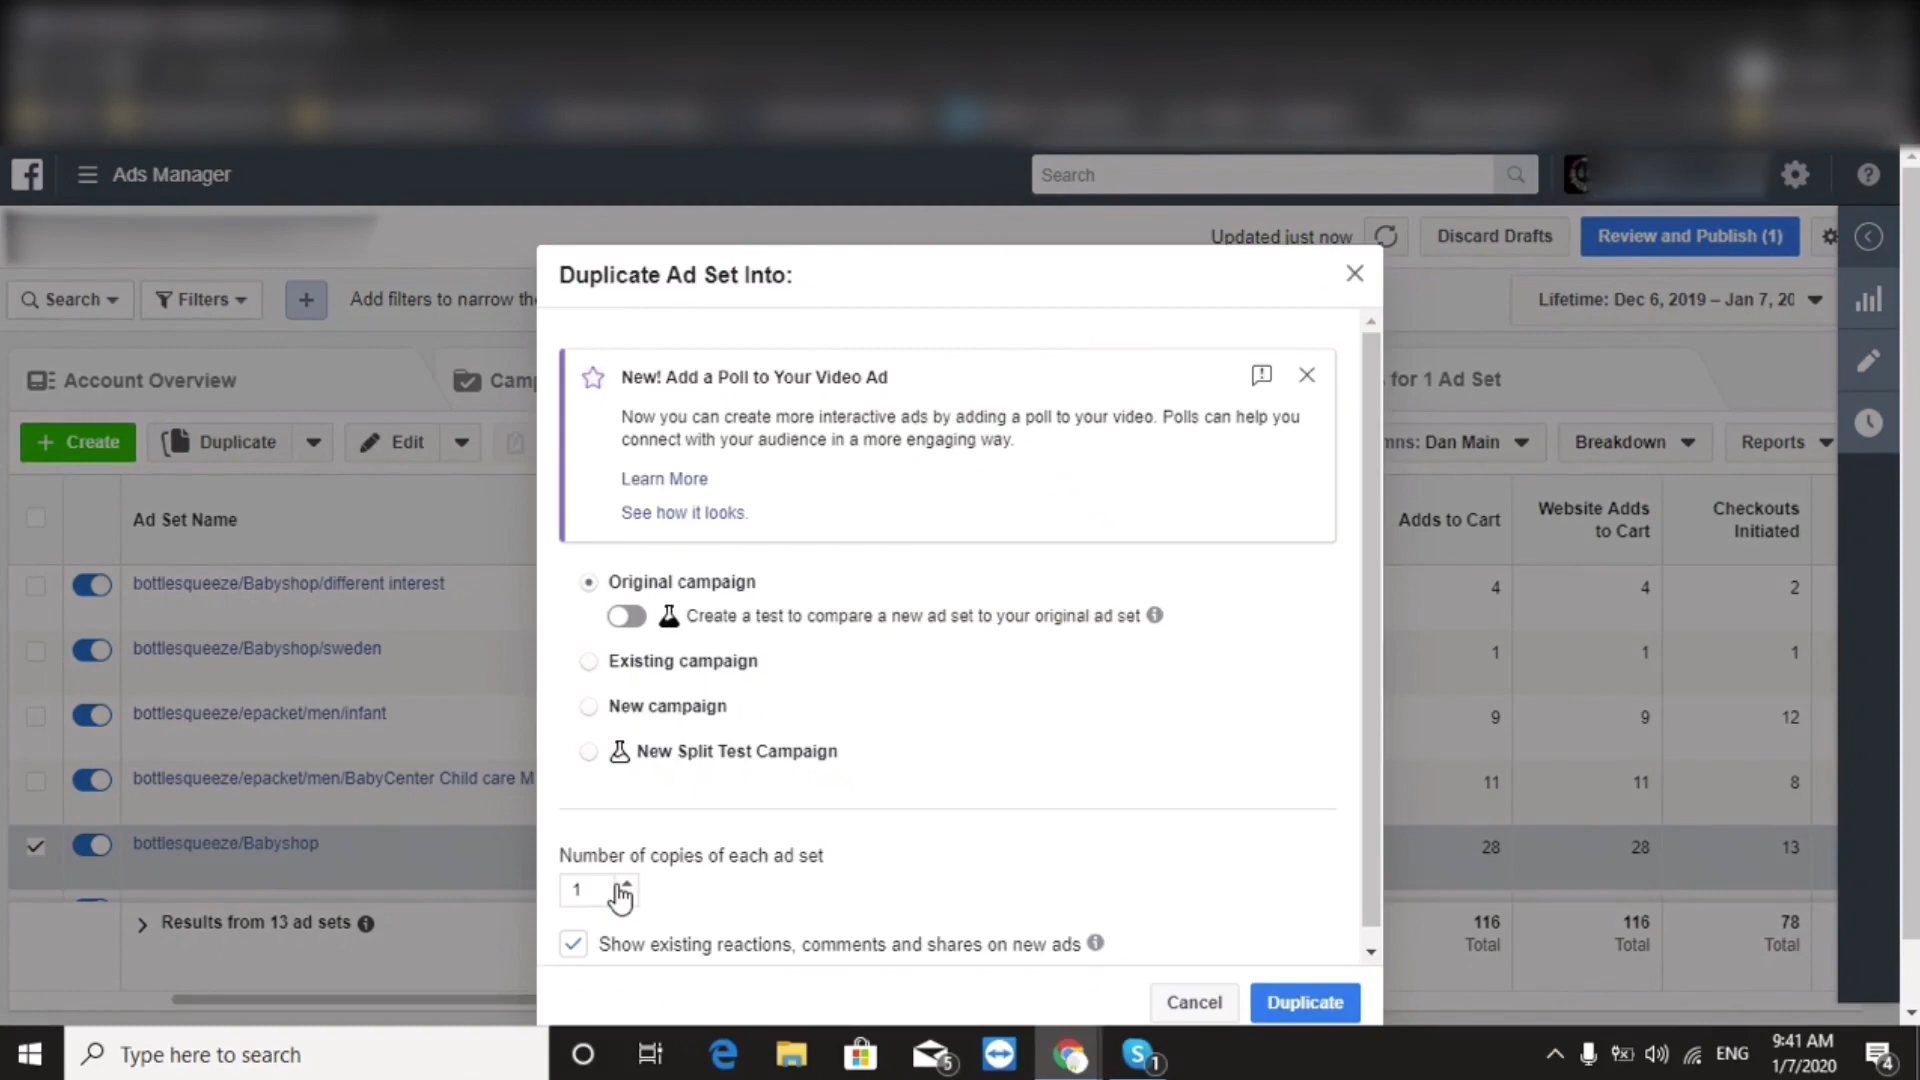 Ads Manager
Search
Updated just now
Discard Drafts
Review and Publish (1)
Search
Filters
Add filters to narrow the
Lifetime: Dec 6, 2019 – Jan 7, 20
Account Overview
Camp
for 1 Ad Set
Create
Duplicate
Edit
mns: Dan Main
Breakdown
Reports
Ad Set Name
Adds to Cart
Website Adds
to Cart
Checkouts
Initiated
bottlesqueeze/Babyshop/different interest
4
4
2
bottlesqueeze/Babyshop/sweden
1
1
1
bottlesqueeze/epacket/men/infant
9
9
12
bottlesqueeze/epacket/men/BabyCenter Child care M
11
11
8
bottlesqueeze/Babyshop
28
28
13
Results from 13 ad sets
116
Total
116
Total
78
Total
Duplicate Ad Set Into:
New! Add a Poll to Your Video Ad
Now you can create more interactive ads by adding a poll to your video. Polls can help you
connect with your audience in a more engaging way.
Learn More
See how it looks.
Original campaign
Create a test to compare a new ad set to your original ad set
Existing campaign
New campaign
New Split Test Campaign
Number of copies of each ad set
1
Show existing reactions, comments and shares on new ads
Cancel
Duplicate
Type here to search
5
1
ENG
9:41 AM
1/7/2020
4